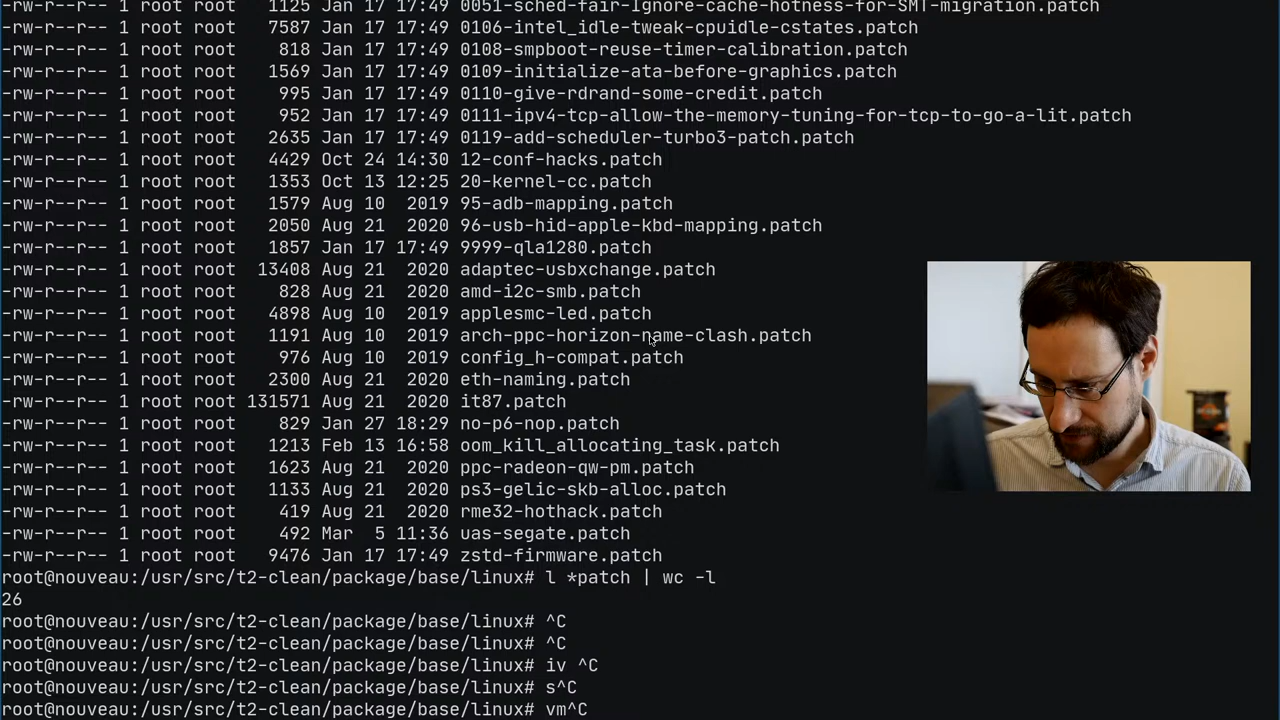 -rw-r--r-- 1 root root 1125 Jan 17 17:49 0051-sched-fair-Ignore-cache-hotness-for-SMT-migration.patch
-rw-r--r-- 1 root root 7587 Jan 17 17:49 0106-intel_idle-tweak-cpuidle-cstates.patch
-rw-r--r-- 1 root root 818 Jan 17 17:49 0108-smpboot-reuse-timer-calibration.patch
-rw-r--r-- 1 root root 1569 Jan 17 17:49 0109-initialize-ata-before-graphics.patch
-rw-r--r-- 1 root root 995 Jan 17 17:49 0110-give-rdrand-some-credit.patch
-rw-r--r-- 1 root root 952 Jan 17 17:49 0111-ipv4-tcp-allow-the-memory-tuning-for-tcp-to-go-a-lit.patch
-rw-r--r-- 1 root root 2635 Jan 17 17:49 0119-add-scheduler-turbo3-patch.patch
-rw-r--r-- 1 root root 4429 Oct 24 14:30 12-conf-hacks.patch
-rw-r--r-- 1 root root 1353 Oct 13 12:25 20-kernel-cc.patch
-rw-r--r-- 1 root root 1579 Aug 10 2019 95-adb-mapping.patch
-rw-r--r-- 1 root root 2050 Aug 21 2020 96-usb-hid-apple-kbd-mapping.patch
-rw-r--r-- 1 root root 1857 Jan 17 17:49 9999-qla1280.patch
-rw-r--r-- 1 root root 13408 Aug 21 2020 adaptec-usbxchange.patch
-rw-r--r-- 1 root root 828 Aug 21 2020 amd-i2c-smb.patch
-rw-r--r-- 1 root root 4898 Aug 10 2019 applesmc-led.patch
-rw-r--r-- 1 root root 1191 Aug 10 2019 arch-ppc-horizon-name-clash.patch
-rw-r--r-- 1 root root 976 Aug 10 2019 config_h-compat.patch
-rw-r--r-- 1 root root 2300 Aug 21 2020 eth-naming.patch
-rw-r--r-- 1 root root 131571 Aug 21 2020 it87.patch
-rw-r--r-- 1 root root 829 Jan 27 18:29 no-p6-nop.patch
-rw-r--r-- 1 root root 1213 Feb 13 16:58 oom_kill_allocating_task.patch
-rw-r--r-- 1 root root 1623 Aug 21 2020 ppc-radeon-qw-pm.patch
-rw-r--r-- 1 root root 1133 Aug 21 2020 ps3-gelic-skb-alloc.patch
-rw-r--r-- 1 root root 419 Aug 21 2020 rme32-hothack.patch
-rw-r--r-- 1 root root 492 Mar 5 11:36 uas-segate.patch
-rw-r--r-- 1 root root 9476 Jan 17 17:49 zstd-firmware.patch
root@nouveau:/usr/src/t2-clean/package/base/linux# l *patch | wc -l
26
root@nouveau:/usr/src/t2-clean/package/base/linux# ^C
root@nouveau:/usr/src/t2-clean/package/base/linux# ^C
root@nouveau:/usr/src/t2-clean/package/base/linux# iv ^C
root@nouveau:/usr/src/t2-clean/package/base/linux# s^C
root@nouveau:/usr/src/t2-clean/package/base/linux# vm^C